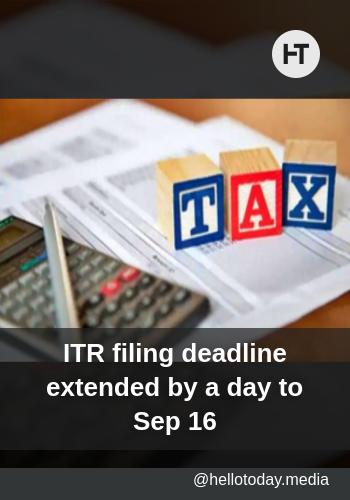 HT
TAX
ITR filing deadline
extended by a day to
Sep 16
@hellotoday.media